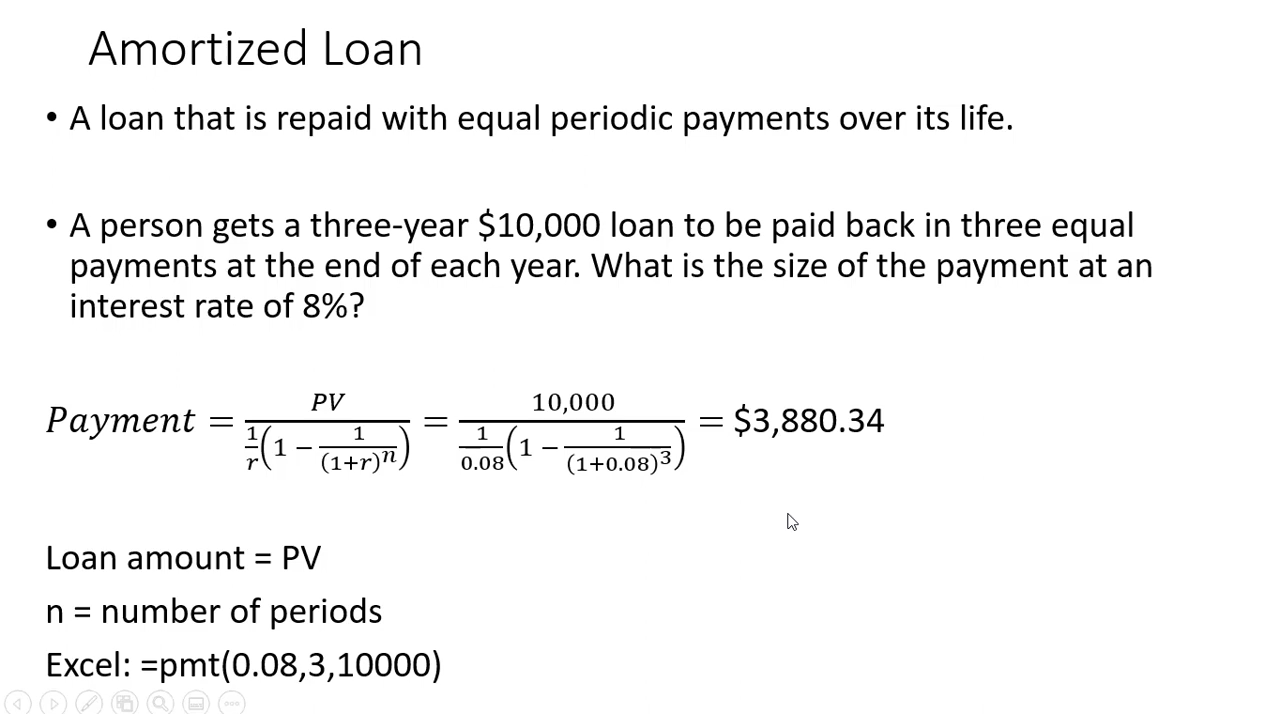 Amortized Loan
• A loan that is repaid with equal periodic payments over its life.
• A person gets a three-year $10,000 loan to be paid back in three equal
payments at the end of each year. What is the size of the payment at an
interest rate of 8%?
Payment = PV / (1/r (1 − 1/(1+r)^n)) = 10,000 / (1/0.08 (1 − 1/(1+0.08)^3)) = $3,880.34
Loan amount = PV
n = number of periods
Excel: =pmt(0.08,3,10000)